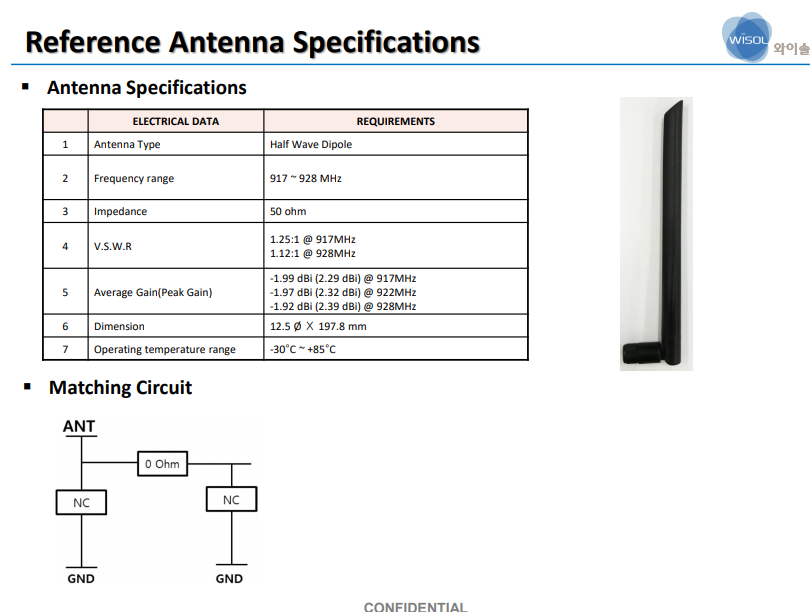 Reference Antenna Specifications
WiSOL 와이솔
▪ Antenna Specifications
ELECTRICAL DATA REQUIREMENTS
1 Antenna Type Half Wave Dipole
2 Frequency range 917 ~ 928 MHz
3 Impedance 50 ohm
4 V.S.W.R 1.25:1 @ 917MHz
1.12:1 @ 928MHz
5 Average Gain(Peak Gain) -1.99 dBi (2.29 dBi) @ 917MHz
-1.97 dBi (2.32 dBi) @ 922MHz
-1.92 dBi (2.39 dBi) @ 928MHz
6 Dimension 12.5 Ø X 197.8 mm
7 Operating temperature range -30˚C ~ +85˚C
▪ Matching Circuit
ANT
0 Ohm
NC NC
GND GND
CONFIDENTIAL